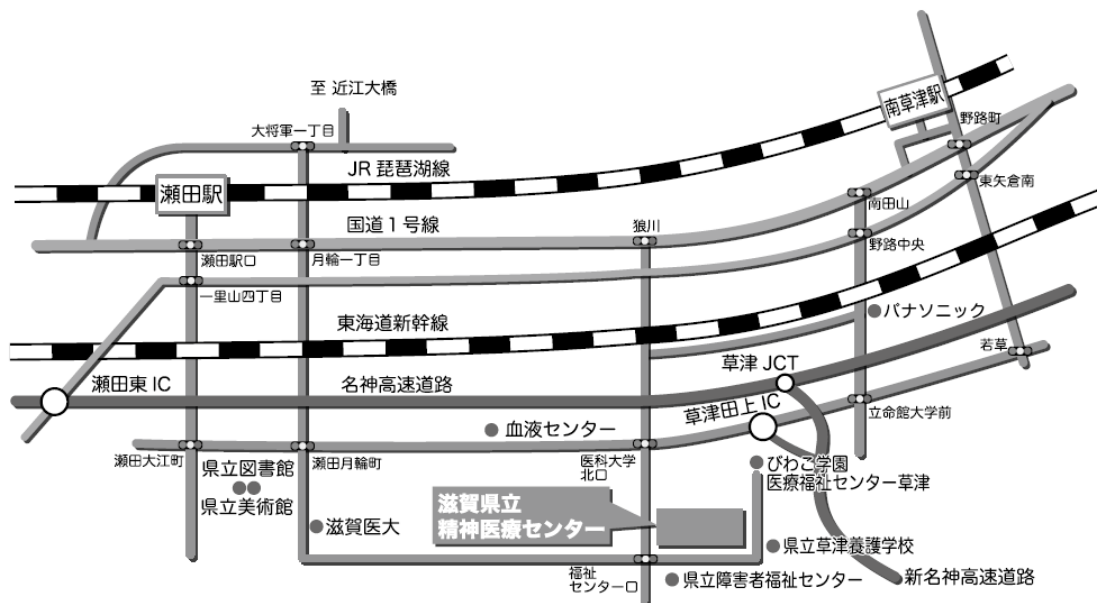 至 近江大橋
大将軍一丁目
南草津駅
野路町
JR 琵琶湖線
瀬田駅
東矢倉南
南田山
国道1号線
狼川
瀬田駅口
月輪一丁目
野路中央
一里山四丁目
パナソニック
東海道新幹線
若草
瀬田東 IC
名神高速道路
草津 JCT
草津田上 IC
立命館大学前
血液センター
瀬田大江町
瀬田月輪町
医科大学
北口
びわこ学園
医療福祉センター草津
県立図書館
県立美術館
滋賀県立
精神医療センター
滋賀医大
県立草津養護学校
福祉
センター口
県立障害者福祉センター
新名神高速道路